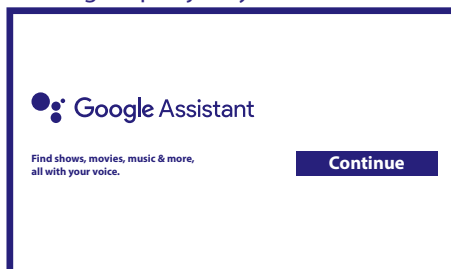 Google Assistant
Find shows, movies, music & more,
all with your voice.
Continue